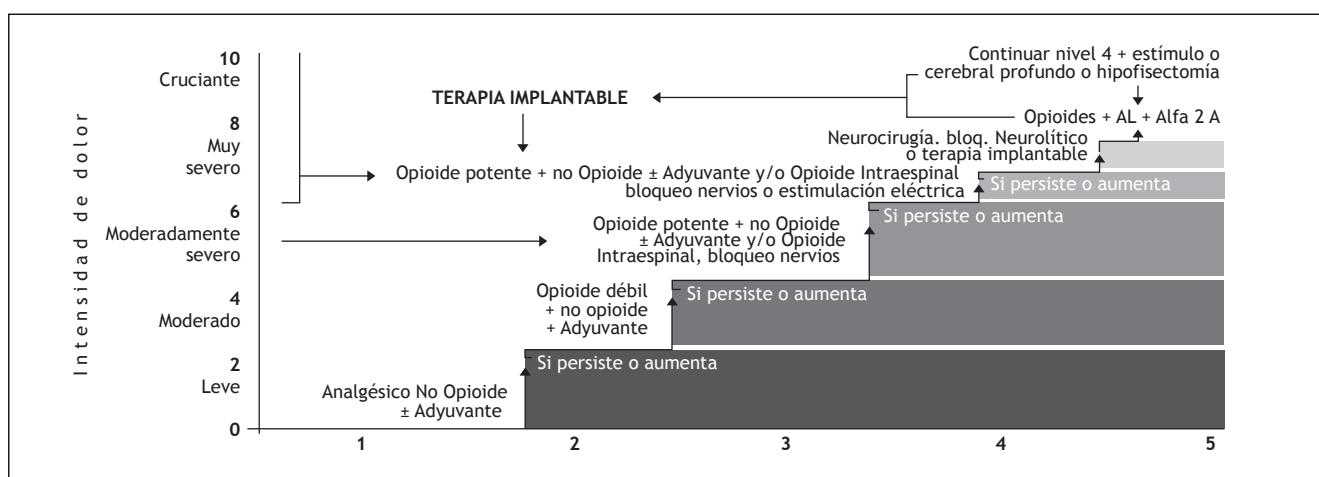 Intensidad de dolor
10
Cruciante
8
Muy
severo
6
Moderadamente
severo
4
Moderado
2
Leve
0
Continuar nivel 4 + estímulo o
cerebral profundo o hipofisectomía
TERAPIA IMPLANTABLE
Opioides + AL + Alfa 2 A
Neurocirugía. bloq. Neurolítico
o terapia implantable
Opioide potente + no Opioide ± Adyuvante y/o Opioide Intraespinal
bloqueo nervios o estimulación eléctrica
Si persiste o aumenta
Opioide potente + no Opioide
± Adyuvante y/o Opioide
Intraespinal, bloqueo nervios
Si persiste o aumenta
Opioide débil
+ no opioide
+ Adyuvante
Si persiste o aumenta
Analgésico No Opioide
± Adyuvante
Si persiste o aumenta
1
2
3
4
5